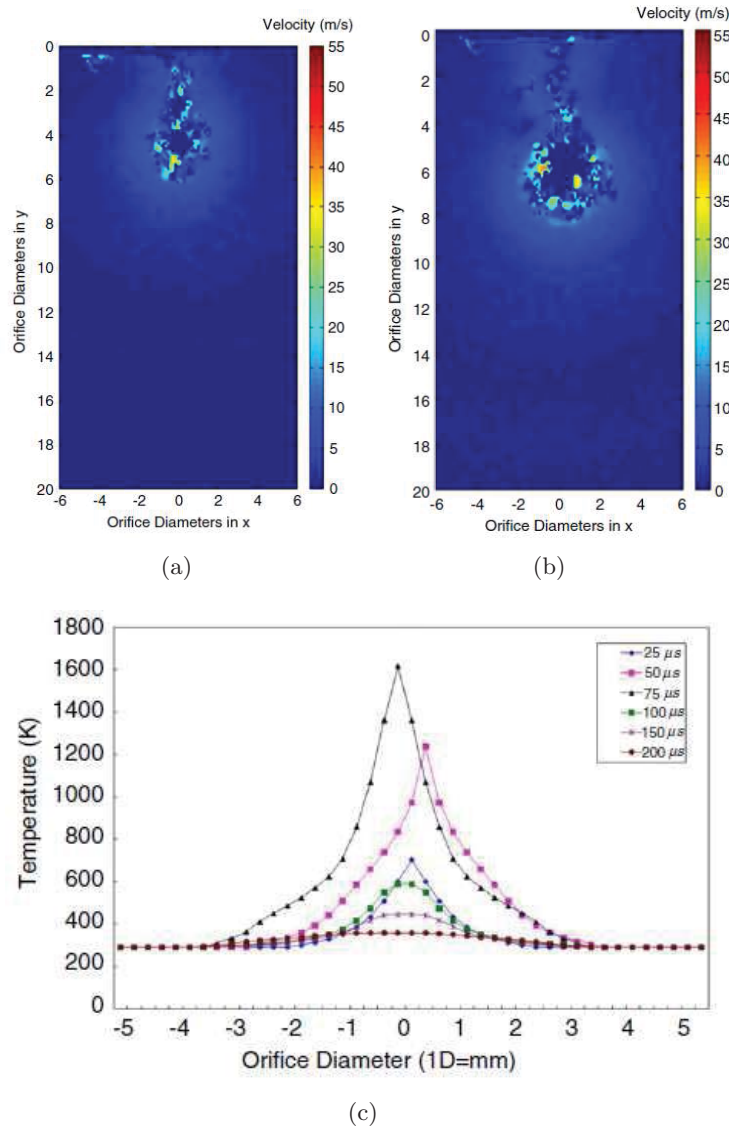 Velocity (m/s)
0
2
4
6
8
10
12
14
16
18
20
Orifice Diameters in y
-6 -4 -2 0 2 4 6
Orifice Diameters in x
55
50
45
40
35
30
25
20
15
10
5
0
(a)
Velocity (m/s)
0
2
4
6
8
10
12
14
16
18
20
Orifice Diameters in y
-6 -4 -2 0 2 4 6
Orifice Diameters in x
55
50
45
40
35
30
25
20
15
10
5
0
(b)
1800
1600
1400
1200
1000
800
600
400
200
0
Temperature (K)
25 μs
50 μs
75 μs
100 μs
150 μs
200 μs
-5 -4 -3 -2 -1 0 1 2 3 4 5
Orifice Diameter (1D=mm)
(c)